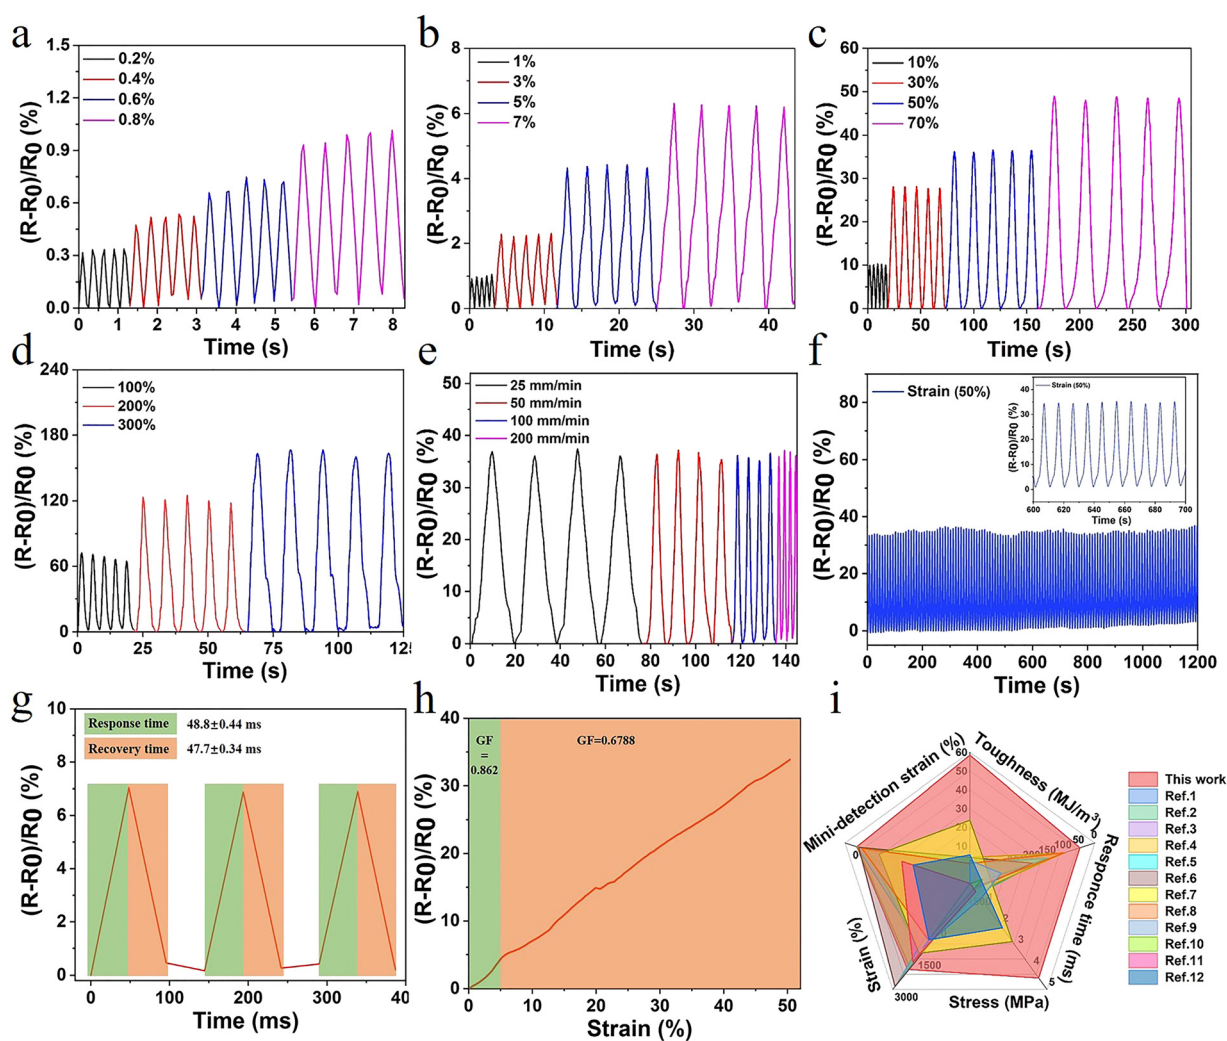 a
1.5
1.2
0.9
0.6
0.3
0.0
0.2%
0.4%
0.6%
0.8%
(R-R0)/R0 (%)
0 1 2 3 4 5 6 7 8
Time (s)
b
8
6
4
2
0
1%
3%
5%
7%
(R-R0)/R0 (%)
0 10 20 30 40
Time (s)
c
60
50
40
30
20
10
0
10%
30%
50%
70%
(R-R0)/R0 (%)
0 50 100 150 200 250 300
Time (s)
d
240
180
120
60
0
100%
200%
300%
(R-R0)/R0 (%)
0 25 50 75 100
Time (s)
e
50
40
30
20
10
0
25 mm/min
50 mm/min
100 mm/min
200 mm/min
(R-R0)/R0 (%)
0 20 40 60 80 100 120 140
Time (s)
f
80
60
40
20
0
Strain (50%)
(R-R0)/R0 (%)
0 200 400 600 800 1000 1200
Time (s)
Strain (50%)
40
30
20
10
0
(R-R0)/R0 (%)
600 620 640 660 680 700
Time (s)
g
10
8
6
4
2
0
Response time 48.8±0.44 ms
Recovery time 47.7±0.34 ms
(R-R0)/R0 (%)
0 100 200 300 40
Time (ms)
h
40
30
20
10
0
GF
=
0.862
GF=0.6788
(R-R0)/R0 (%)
0 10 20 30 40 50
Strain (%)
i
Mini-detection strain (%)
Toughness (MJ/m3)
Responce time (ms)
Stress (MPa)
Strain (%)
60
50
40
30
20
10
0
50
100
150
0
2
3
4
5
1500
3000
This work
Ref.1
Ref.2
Ref.3
Ref.4
Ref.5
Ref.6
Ref.7
Ref.8
Ref.9
Ref.10
Ref.11
Ref.12